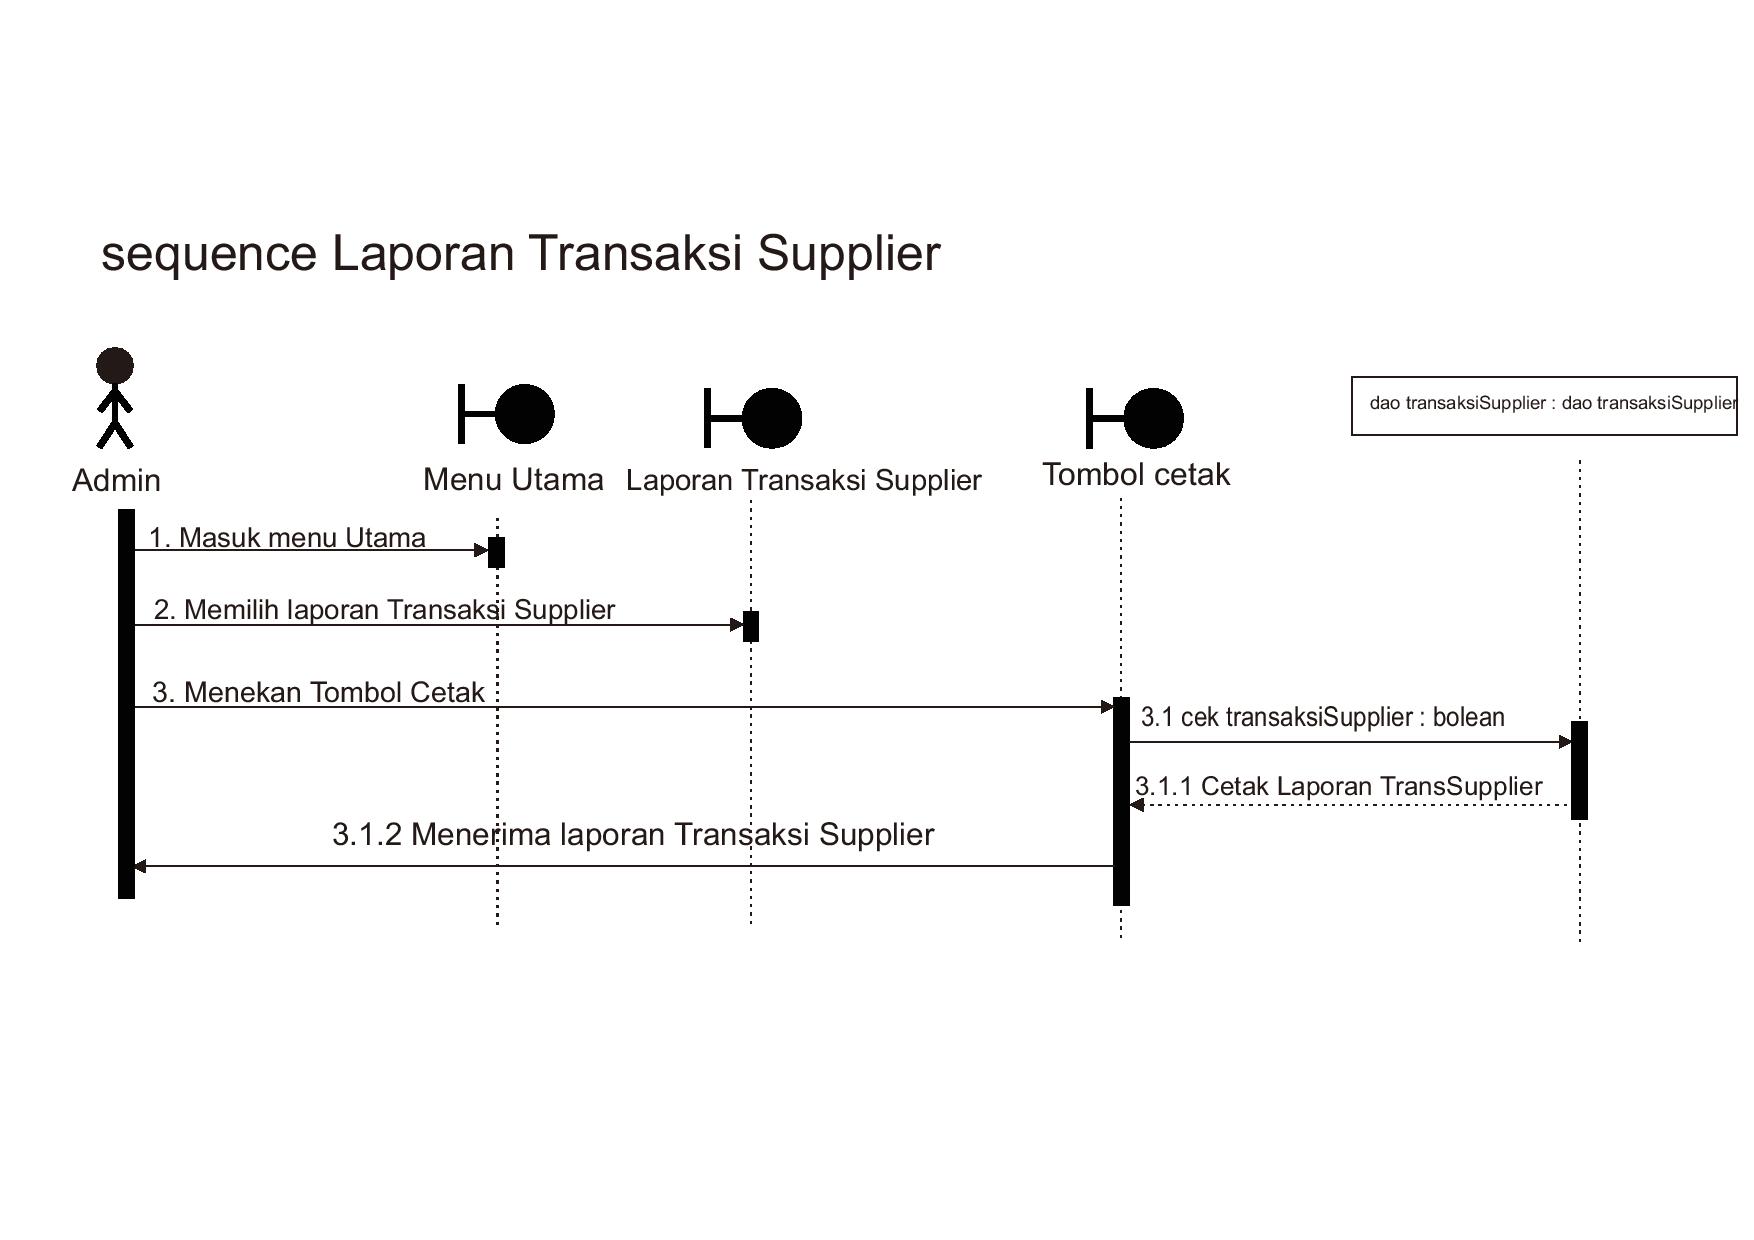 sequence Laporan Transaksi Supplier
Admin
Menu Utama
Laporan Transaksi Supplier
Tombol cetak
dao transaksiSupplier : dao transaksiSupplier
1. Masuk menu Utama
2. Memilih laporan Transaksi Supplier
3. Menekan Tombol Cetak
3.1 cek transaksiSupplier : bolean
3.1.1 Cetak Laporan TransSupplier
3.1.2 Menerima laporan Transaksi Supplier